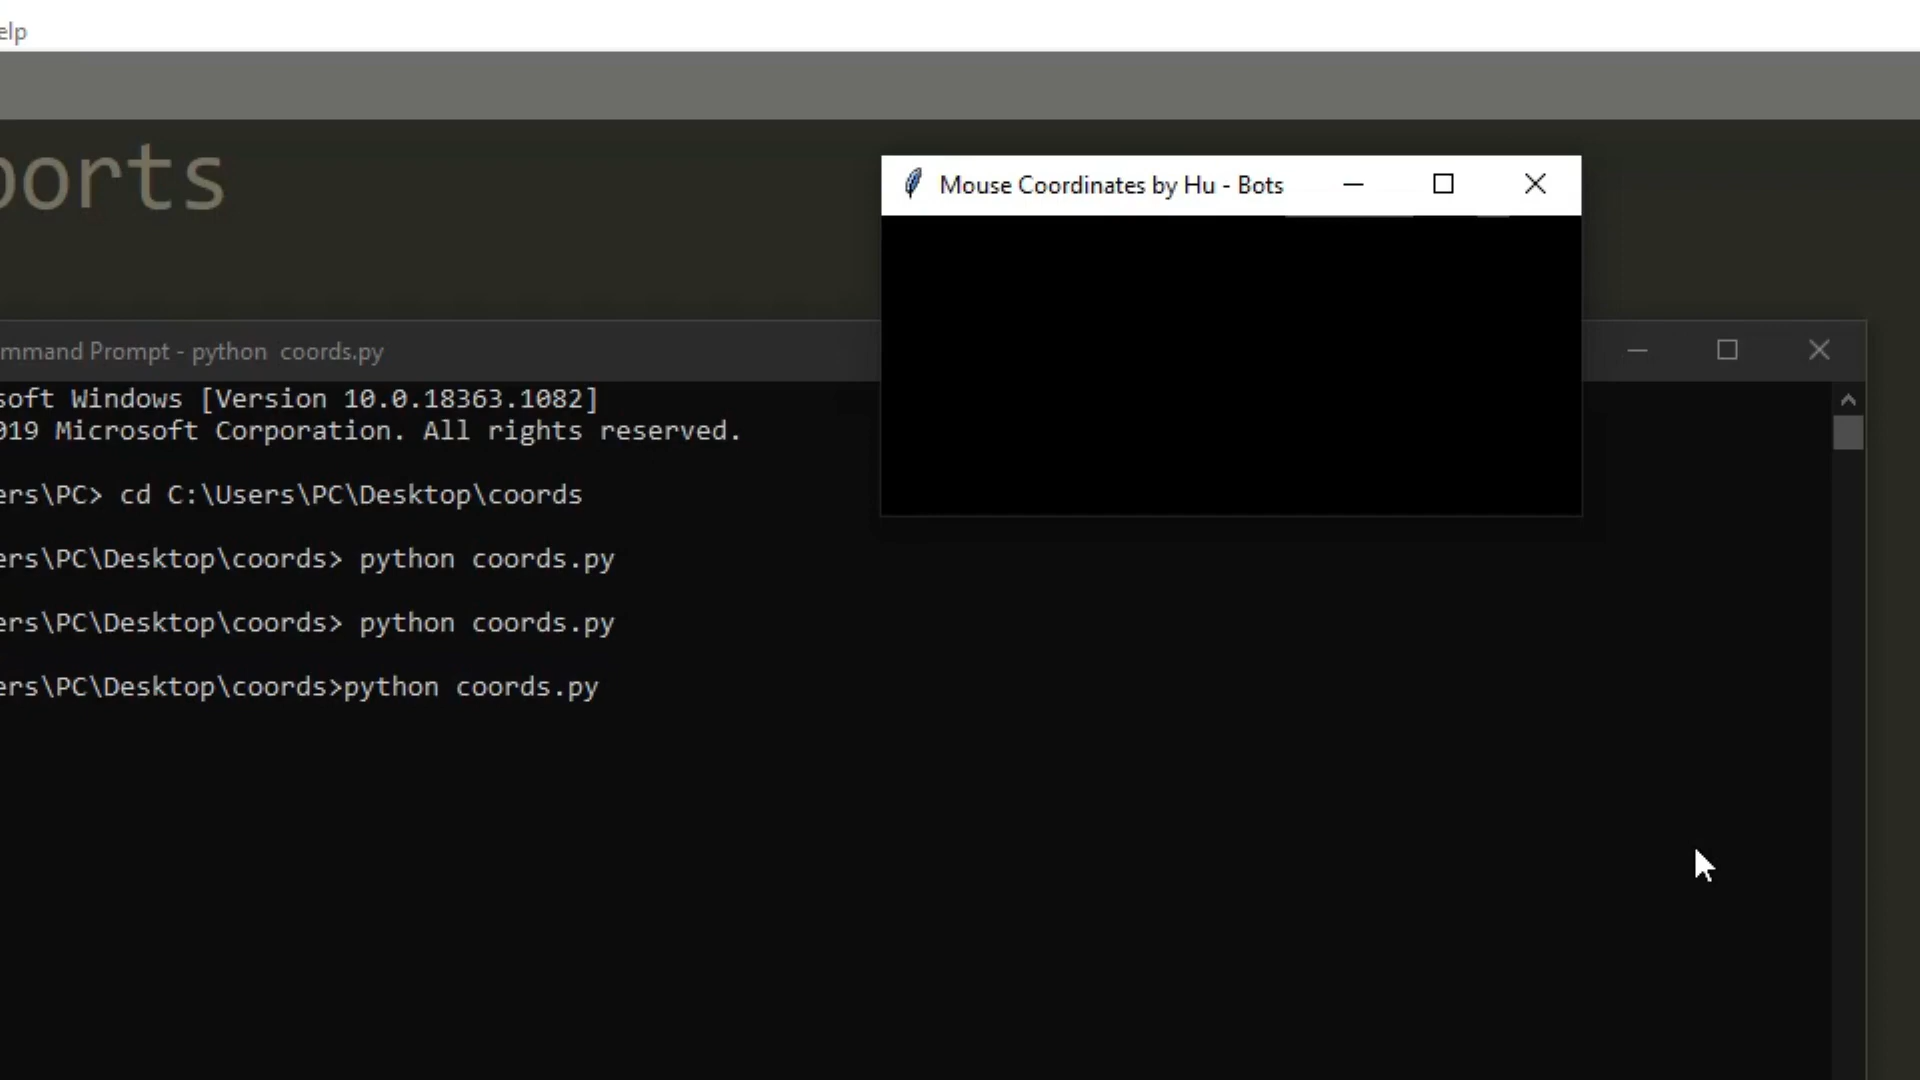 elp
ports
Mouse Coordinates by Hu - Bots
mmand Prompt - python  coords.py
soft Windows [Version 10.0.18363.1082]
019 Microsoft Corporation. All rights reserved.
ers\PC> cd C:\Users\PC\Desktop\coords
ers\PC\Desktop\coords> python coords.py
ers\PC\Desktop\coords> python coords.py
ers\PC\Desktop\coords>python coords.py